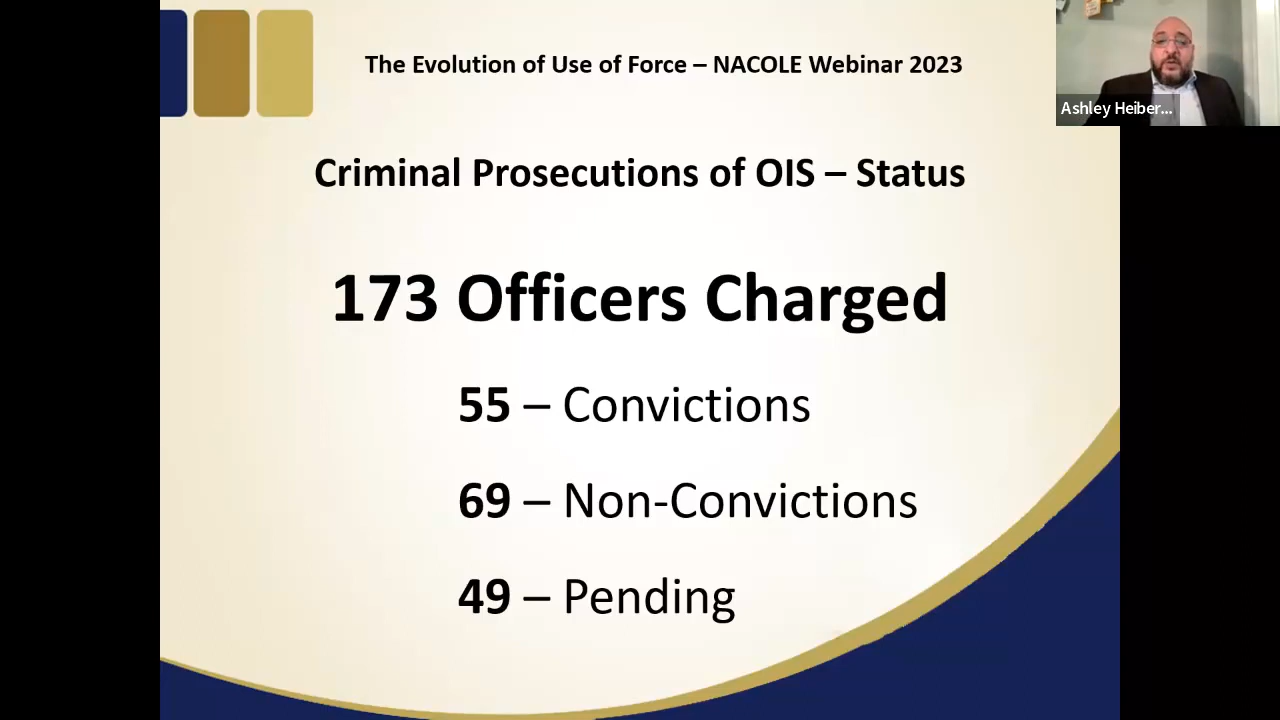 The Evolution of Use of Force – NACOLE Webinar 2023
Ashley Heiber...
Criminal Prosecutions of OIS – Status
173 Officers Charged
55 – Convictions
69 – Non-Convictions
49 – Pending